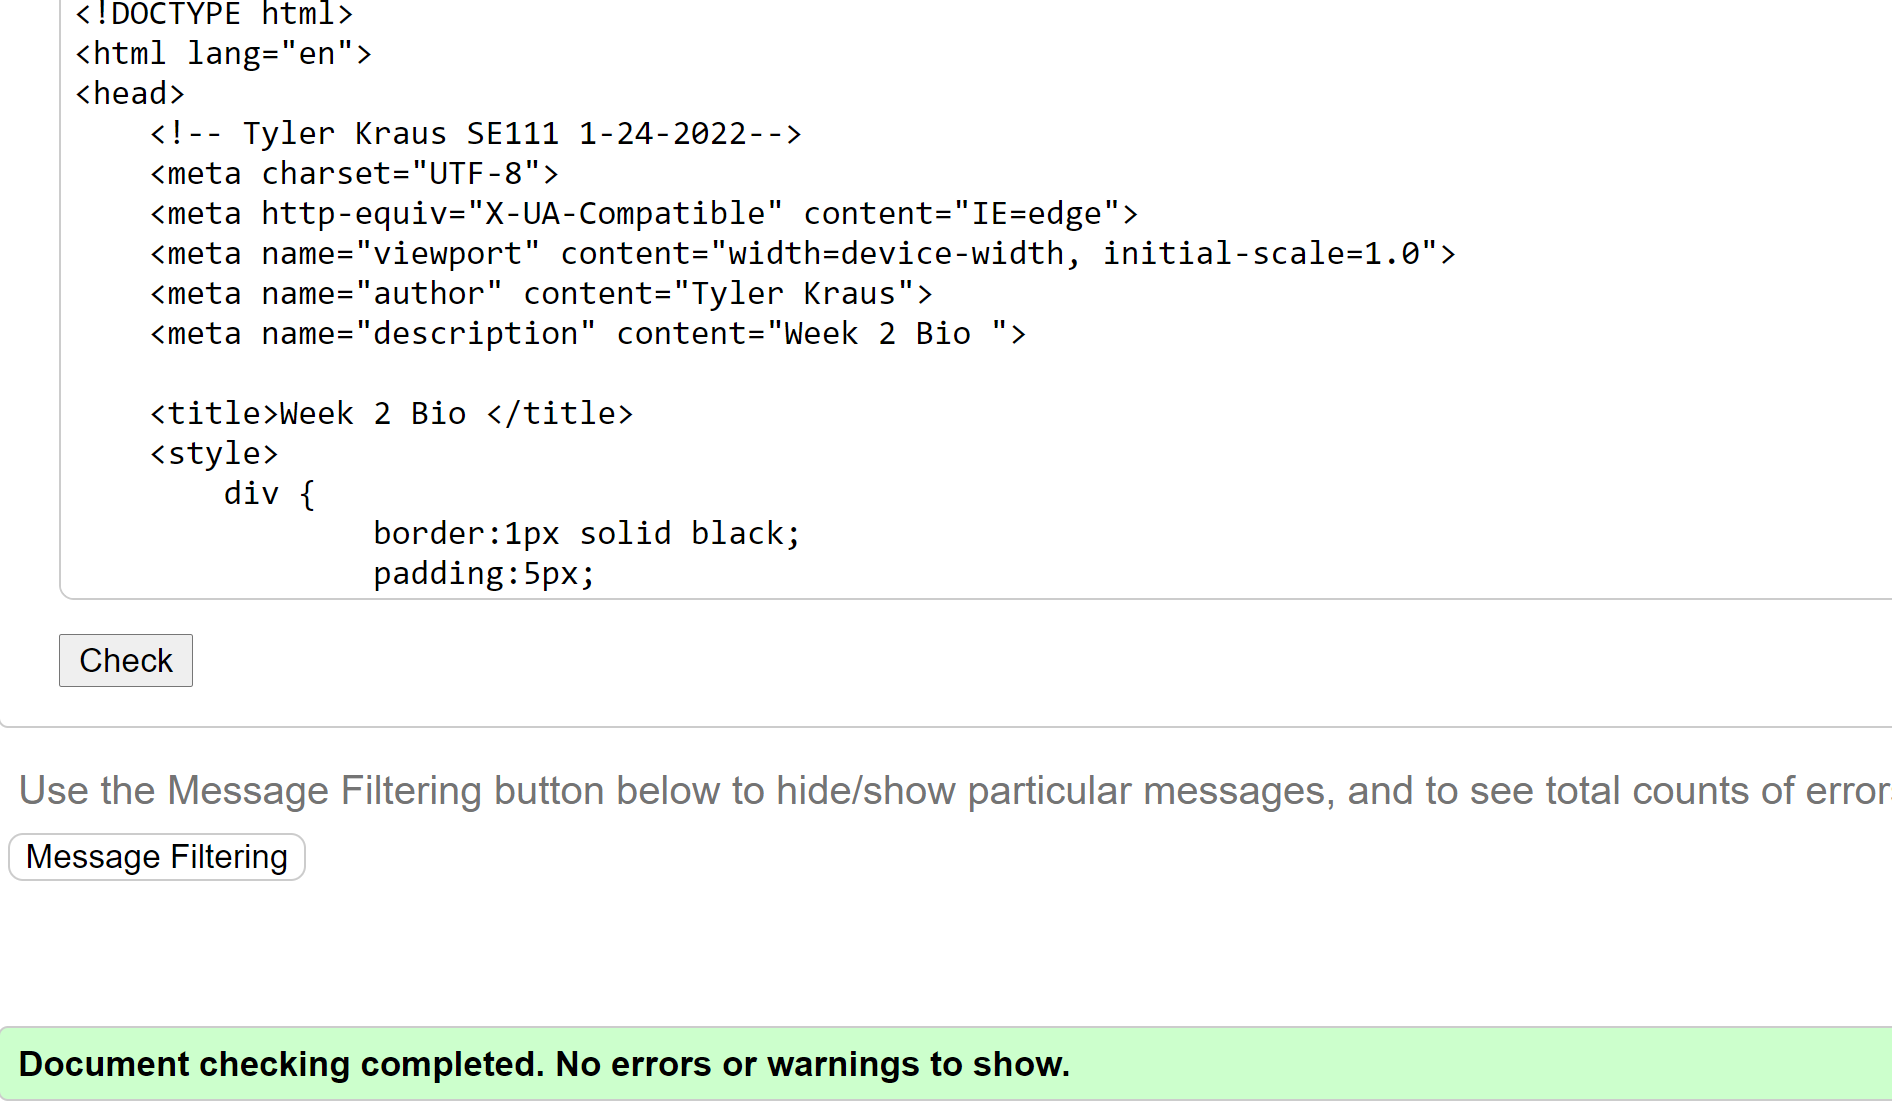 <!DOCTYPE html>
<html lang="en">
<head>
    <!-- Tyler Kraus SE111 1-24-2022-->
    <meta charset="UTF-8">
    <meta http-equiv="X-UA-Compatible" content="IE=edge">
    <meta name="viewport" content="width=device-width, initial-scale=1.0">
    <meta name="author" content="Tyler Kraus">
    <meta name="description" content="Week 2 Bio ">

    <title>Week 2 Bio </title>
    <style>
        div {
                border:1px solid black;
                padding:5px;
Check
Use the Message Filtering button below to hide/show particular messages, and to see total counts of error
Message Filtering
Document checking completed. No errors or warnings to show.